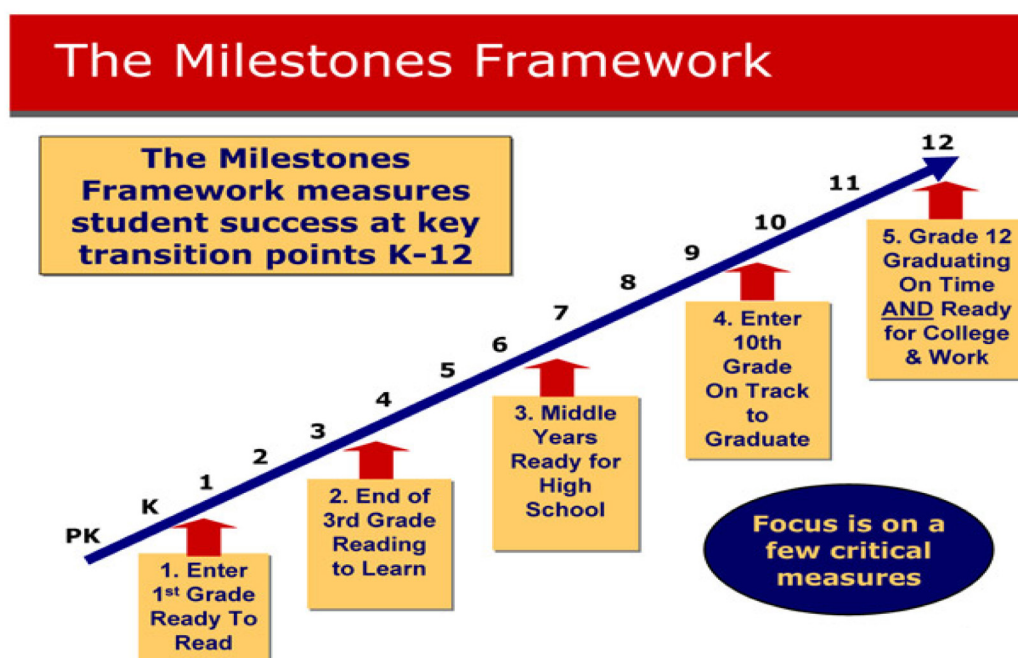 The Milestones Framework
The Milestones
Framework measures
student success at key
transition points K-12
PK
K
1
2
3
4
5
6
7
8
9
10
11
12
1. Enter
1st Grade
Ready To
Read
2. End of
3rd Grade
Reading
to Learn
3. Middle
Years
Ready for
High
School
4. Enter
10th
Grade
On Track
to
Graduate
5. Grade 12
Graduating
On Time
AND Ready
for College
& Work
Focus is on a
few critical
measures